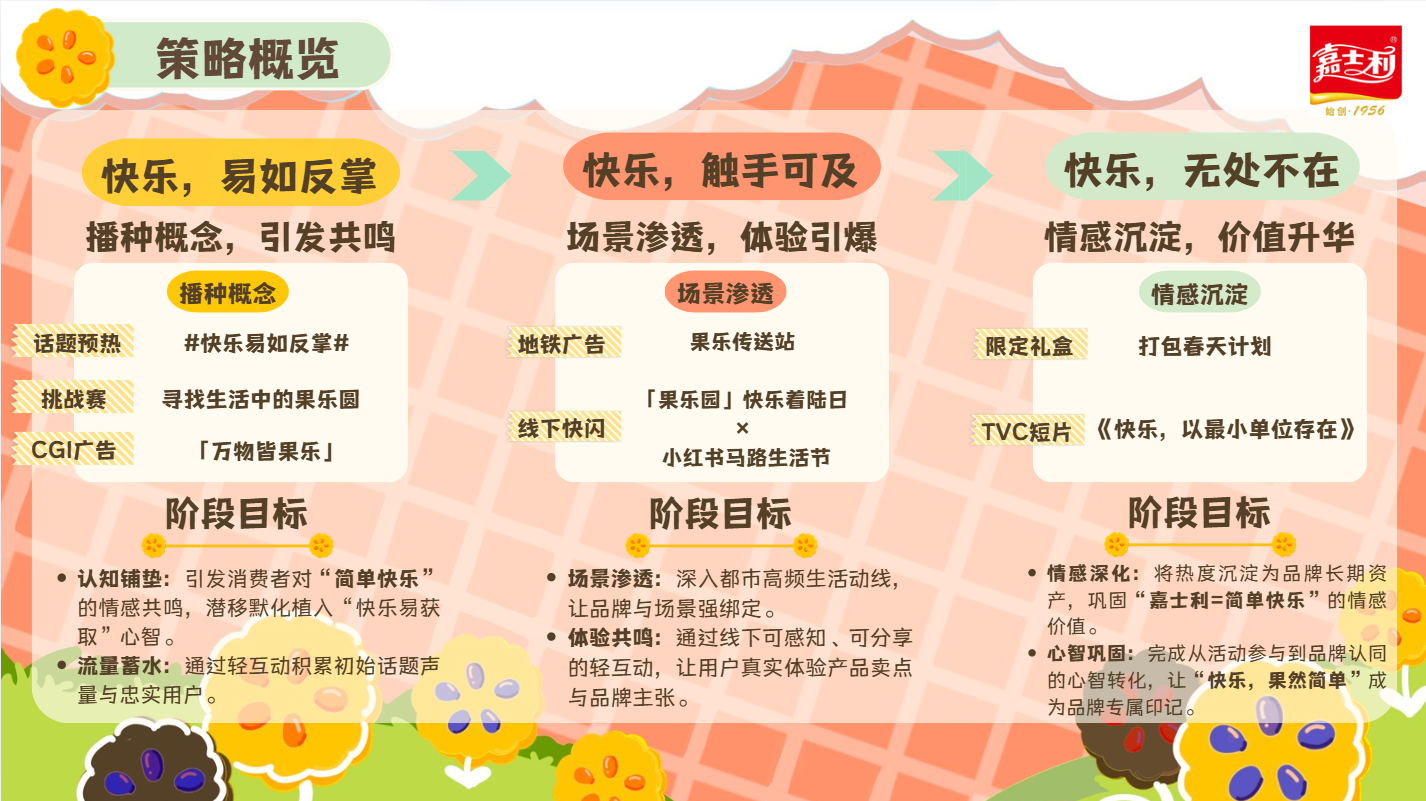 策略概览
嘉士利
®
始创·1956
快乐，易如反掌
播种概念，引发共鸣
播种概念
话题预热
#快乐易如反掌#
挑战赛
寻找生活中的果乐圆
CGI广告
「万物皆果乐」
阶段目标
• 认知铺垫：引发消费者对“简单快乐”
的情感共鸣，潜移默化植入“快乐易获
取”心智。
• 流量蓄水：通过轻互动积累初始话题声
量与忠实用户。
快乐，触手可及
场景渗透，体验引爆
场景渗透
地铁广告
果乐传送站
线下快闪
「果乐园」快乐着陆日
×
小红书马路生活节
阶段目标
• 场景渗透：深入都市高频生活动线，
让品牌与场景强绑定。
• 体验共鸣：通过线下可感知、可分享
的轻互动，让用户真实体验产品卖点
与品牌主张。
快乐，无处不在
情感沉淀，价值升华
情感沉淀
限定礼盒
打包春天计划
TVC短片
《快乐，以最小单位存在》
阶段目标
• 情感深化：将热度沉淀为品牌长期资
产，巩固“嘉士利=简单快乐”的情感
价值。
• 心智巩固：完成从活动参与到品牌认同
的心智转化，让“快乐，果然简单”成
为品牌专属印记。